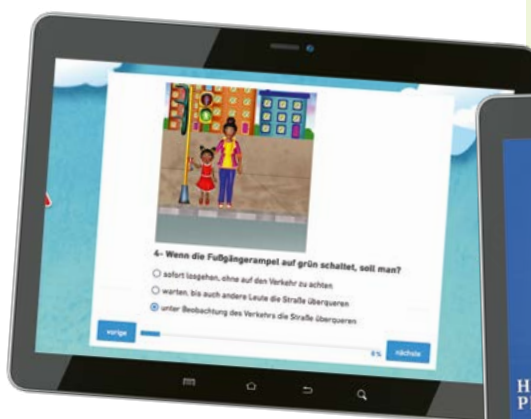 4- Wenn die Fußgängerampel auf grün schaltet, soll man?
sofort losgehen, ohne auf den Verkehr zu achten
warten, bis auch andere Leute die Straße überqueren
unter Beobachtung des Verkehrs die Straße überqueren
vorige
8%
nächste
H
P